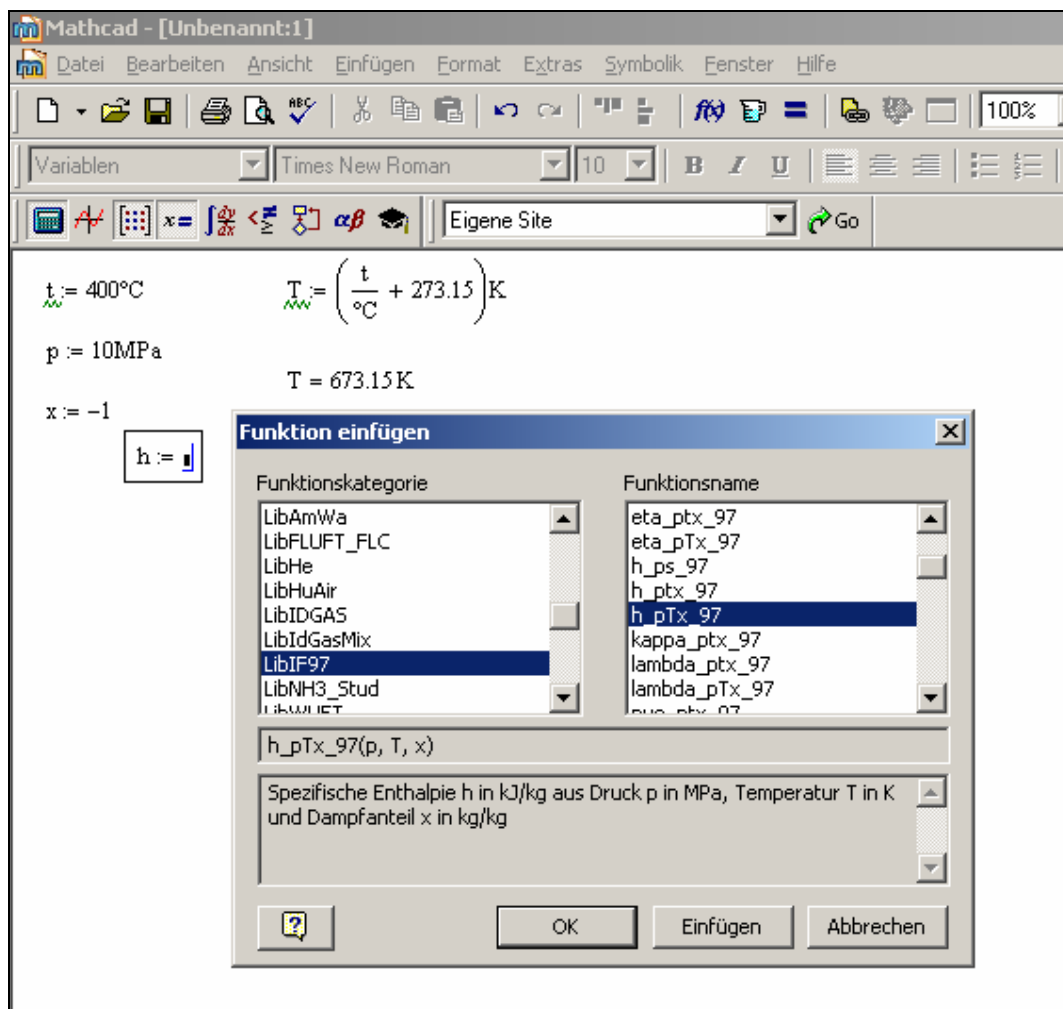 Mathcad - [Unbenannt:1]
Datei Bearbeiten Ansicht Einfügen Format Extras Symbolik Fenster Hilfe
ABC f(x) = 100%
Variablen Times New Roman 10 B I U
x= αβ Eigene Site Go
t := 400°C T := (t/°C + 273.15)K
p := 10MPa
T = 673.15K
x := -1
h :=
Funktion einfügen
Funktionskategorie Funktionsname
LibAmWa eta_ptx_97
LibFLUFT_FLC eta_pTx_97
LibHe h_ps_97
LibHuAir h_ptx_97
LibIDGAS h_pTx_97
LibIdGasMix kappa_ptx_97
LibIF97 lambda_ptx_97
LibNH3_Stud lambda_pTx_97
h_pTx_97(p, T, x)
Spezifische Enthalpie h in kJ/kg aus Druck p in MPa, Temperatur T in K
und Dampfanteil x in kg/kg
? OK Einfügen Abbrechen